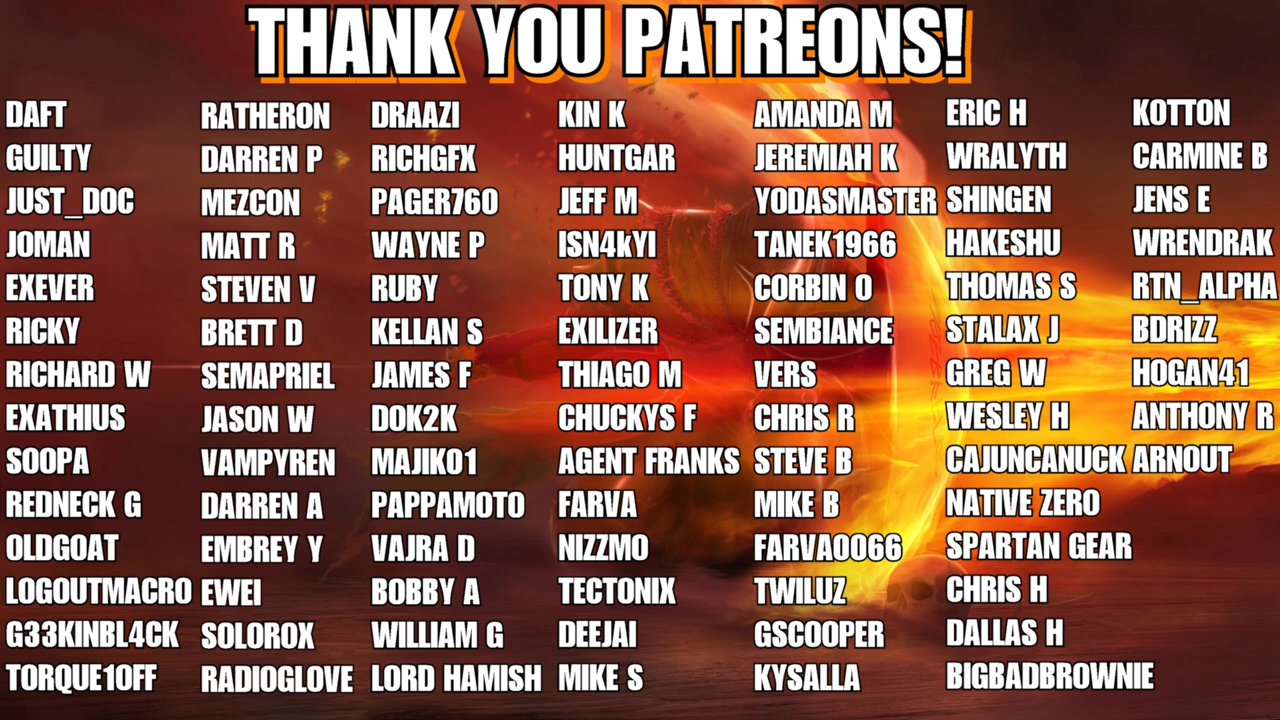 THANK YOU PATREONS!
DAFT
GUILTY
JUST_DOC
JOMAN
EXEVER
RICKY
RICHARD W
EXATHIUS
SOOPA
REDNECK G
OLDGOAT
LOGOUTMACRO
G33KINBL4CK
TORQUE10FF
RATHERON
DARREN P
MEZCON
MATT R
STEVEN V
BRETT D
SEMAPRIEL
JASON W
VAMPYREN
DARREN A
EMBREY Y
EWEI
SOLOROX
RADIOGLOVE
DRAAZI
RICHGFX
PAGER760
WAYNE P
RUBY
KELLAN S
JAMES F
DOK2K
MAJIK01
PAPPAMOTO
VAJRA D
BOBBY A
WILLIAM G
LORD HAMISH
KIN K
HUNTGAR
JEFF M
ISN4kYI
TONY K
EXILIZER
THIAGO M
CHUCKYS F
AGENT FRANKS
FARVA
NIZZMO
TECTONIX
DEEJAI
MIKE S
AMANDA M
JEREMIAH K
YODASMASTER
TANEK1966
CORBIN O
SEMBIANCE
VERS
CHRIS R
STEVE B
MIKE B
FARVA0066
TWILUZ
GSCOOPER
KYSALLA
ERIC H
WRALYTH
SHINGEN
HAKESHU
THOMAS S
STALAX J
GREG W
WESLEY H
CAJUNCANUCK
NATIVE ZERO
SPARTAN GEAR
CHRIS H
DALLAS H
BIGBADBROWNIE
KOTTON
CARMINE B
JENS E
WRENDRAK
RTN_ALPHA
BDRIZZ
HOGAN41
ANTHONY R
ARNOUT